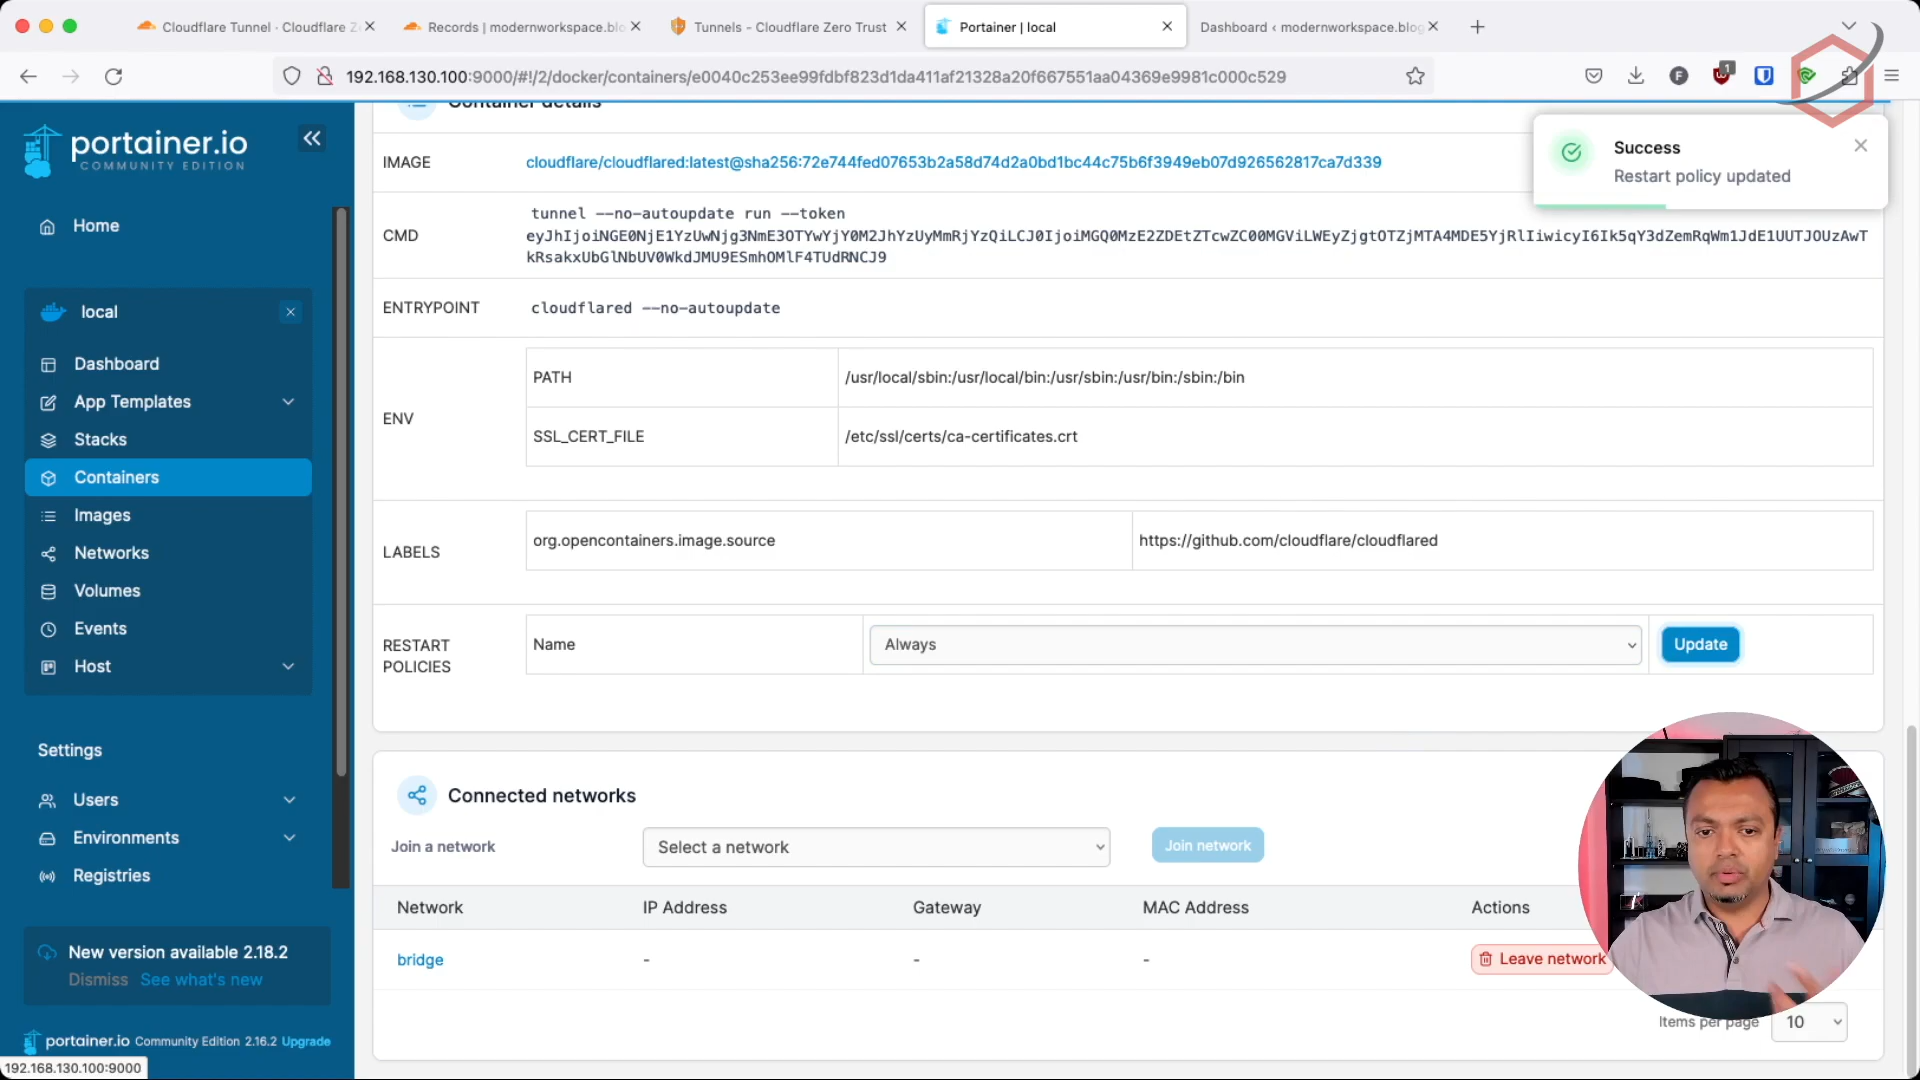 Cloudflare Tunnel · Cloudflare Z
Records | modernworkspace.blo
Tunnels - Cloudflare Zero Trust
Portainer | local
Dashboard ‹ modernworkspace.blog
192.168.130.100:9000/#!/2/docker/containers/e0040c253ee99fdbf823d1da411af21328a20f667551aa04369e9981c000c529
F
1
portainer.io
COMMUNITY EDITION
Home
local
Dashboard
App Templates
Stacks
Containers
Images
Networks
Volumes
Events
Host
Settings
Users
Environments
Registries
New version available 2.18.2
Dismiss See what's new
portainer.io Community Edition 2.16.2 Upgrade
192.168.130.100:9000
Container details
Success
Restart policy updated
IMAGE
cloudflare/cloudflared:latest@sha256:72e744fed07653b2a58d74d2a0bd1bc44c75b6f3949eb07d926562817ca7d339
CMD
tunnel --no-autoupdate run --token
eyJhIjoiNGE0NjE1YzUwNjg3NmE3OTYwYjY0M2JhYzUyMmRjYzQiLCJ0IjoiMGQ0MzE2ZDEtZTcwZC00MGViLWEyZjgtOTZjMTA4MDE5YjRlIiwicyI6Ik5qY3dZemRqWm1JdE1UUTJOUzAwT
kRsakxUbGlNbUV0WkdJMU9ESmhOMlF4TUdRNCJ9
ENTRYPOINT
cloudflared --no-autoupdate
ENV
PATH
/usr/local/sbin:/usr/local/bin:/usr/sbin:/usr/bin:/sbin:/bin
SSL_CERT_FILE
/etc/ssl/certs/ca-certificates.crt
LABELS
org.opencontainers.image.source
https://github.com/cloudflare/cloudflared
RESTART
POLICIES
Name
Always
Update
Connected networks
Join a network
Select a network
Join network
Network
IP Address
Gateway
MAC Address
Actions
bridge
-
-
-
Leave network
Items per page
10